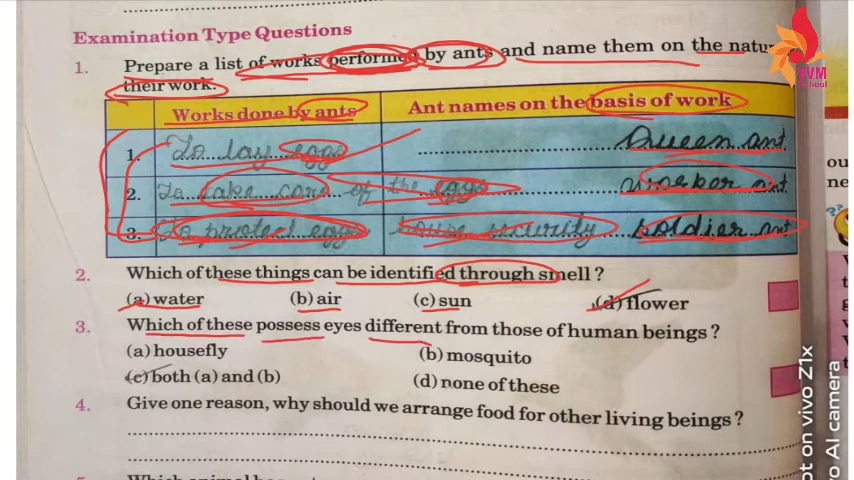 Examination Type Questions
1. Prepare a list of works performed by ants and name them on the natu
their work.
Works done by ants Ant names on the basis of work
1. To lay eggs Queen ant
2. To take care of the eggs worker ant
3. To protect eggs house security soldier ant
2. Which of these things can be identified through smell?
(a) water (b) air (c) sun (d) flower
3. Which of these possess eyes different from those of human beings?
(a) housefly (b) mosquito
(c) both (a) and (b) (d) none of these
4. Give one reason, why should we arrange food for other living beings?
ou
ne
ot on vivo Z1x
vo AI camera